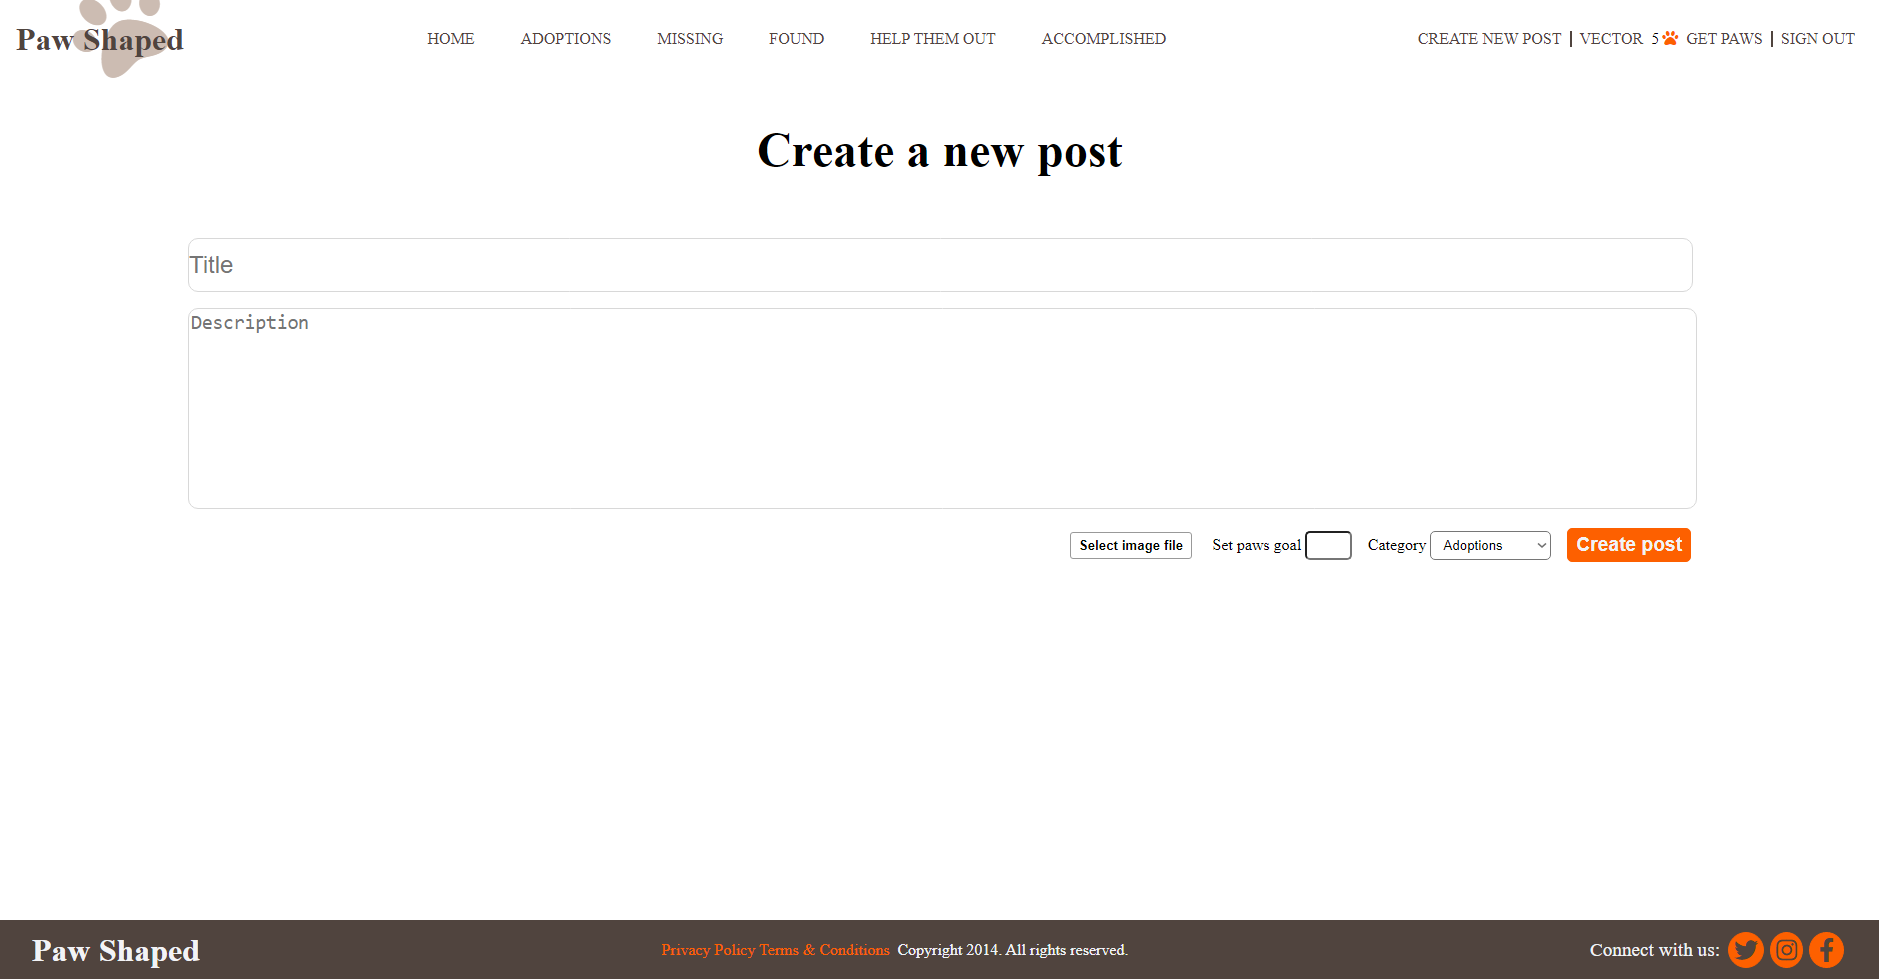 Paw Shaped
HOME ADOPTIONS MISSING FOUND HELP THEM OUT ACCOMPLISHED
CREATE NEW POST | VECTOR 5 GET PAWS | SIGN OUT
Create a new post
Title
Description
Select image file Set paws goal Category Adoptions Create post
Paw Shaped
Privacy Policy Terms & Conditions Copyright 2014. All rights reserved.
Connect with us: